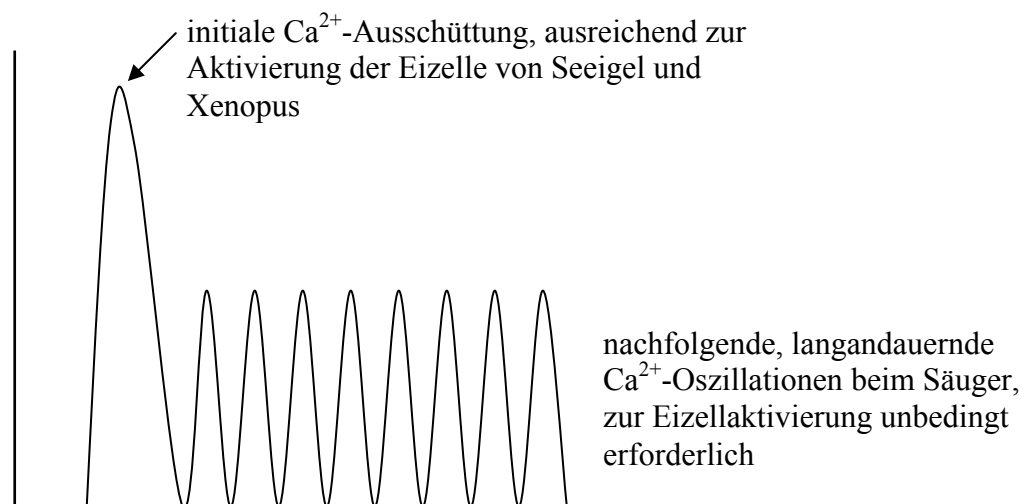 initiale Ca²⁺-Ausschüttung, ausreichend zur
Aktivierung der Eizelle von Seeigel und
Xenopus
nachfolgende, langandauernde
Ca²⁺-Oszillationen beim Säuger,
zur Eizellaktivierung unbedingt
erforderlich